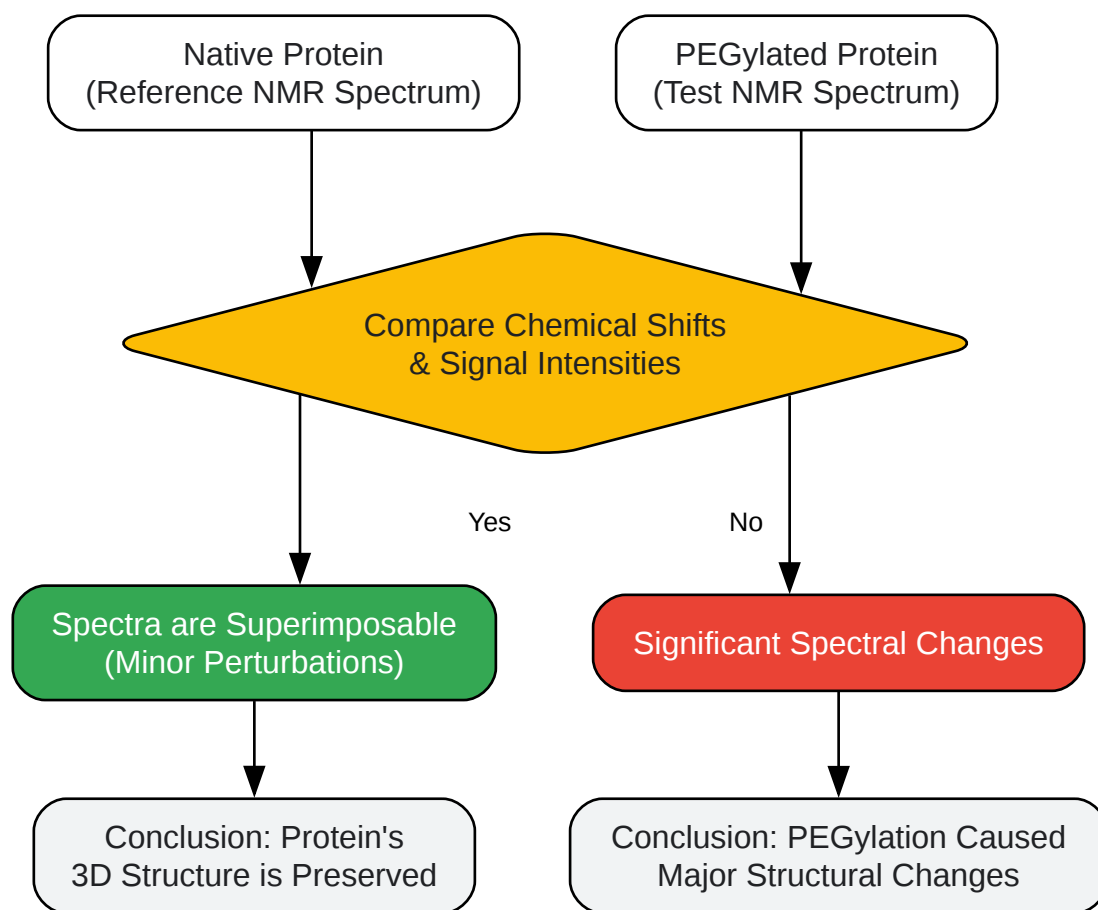 Native Protein
(Reference NMR Spectrum)
PEGylated Protein
(Test NMR Spectrum)
Compare Chemical Shifts
& Signal Intensities
Yes
No
Spectra are Superimposable
(Minor Perturbations)
Significant Spectral Changes
Conclusion: Protein's
3D Structure is Preserved
Conclusion: PEGylation Caused
Major Structural Changes